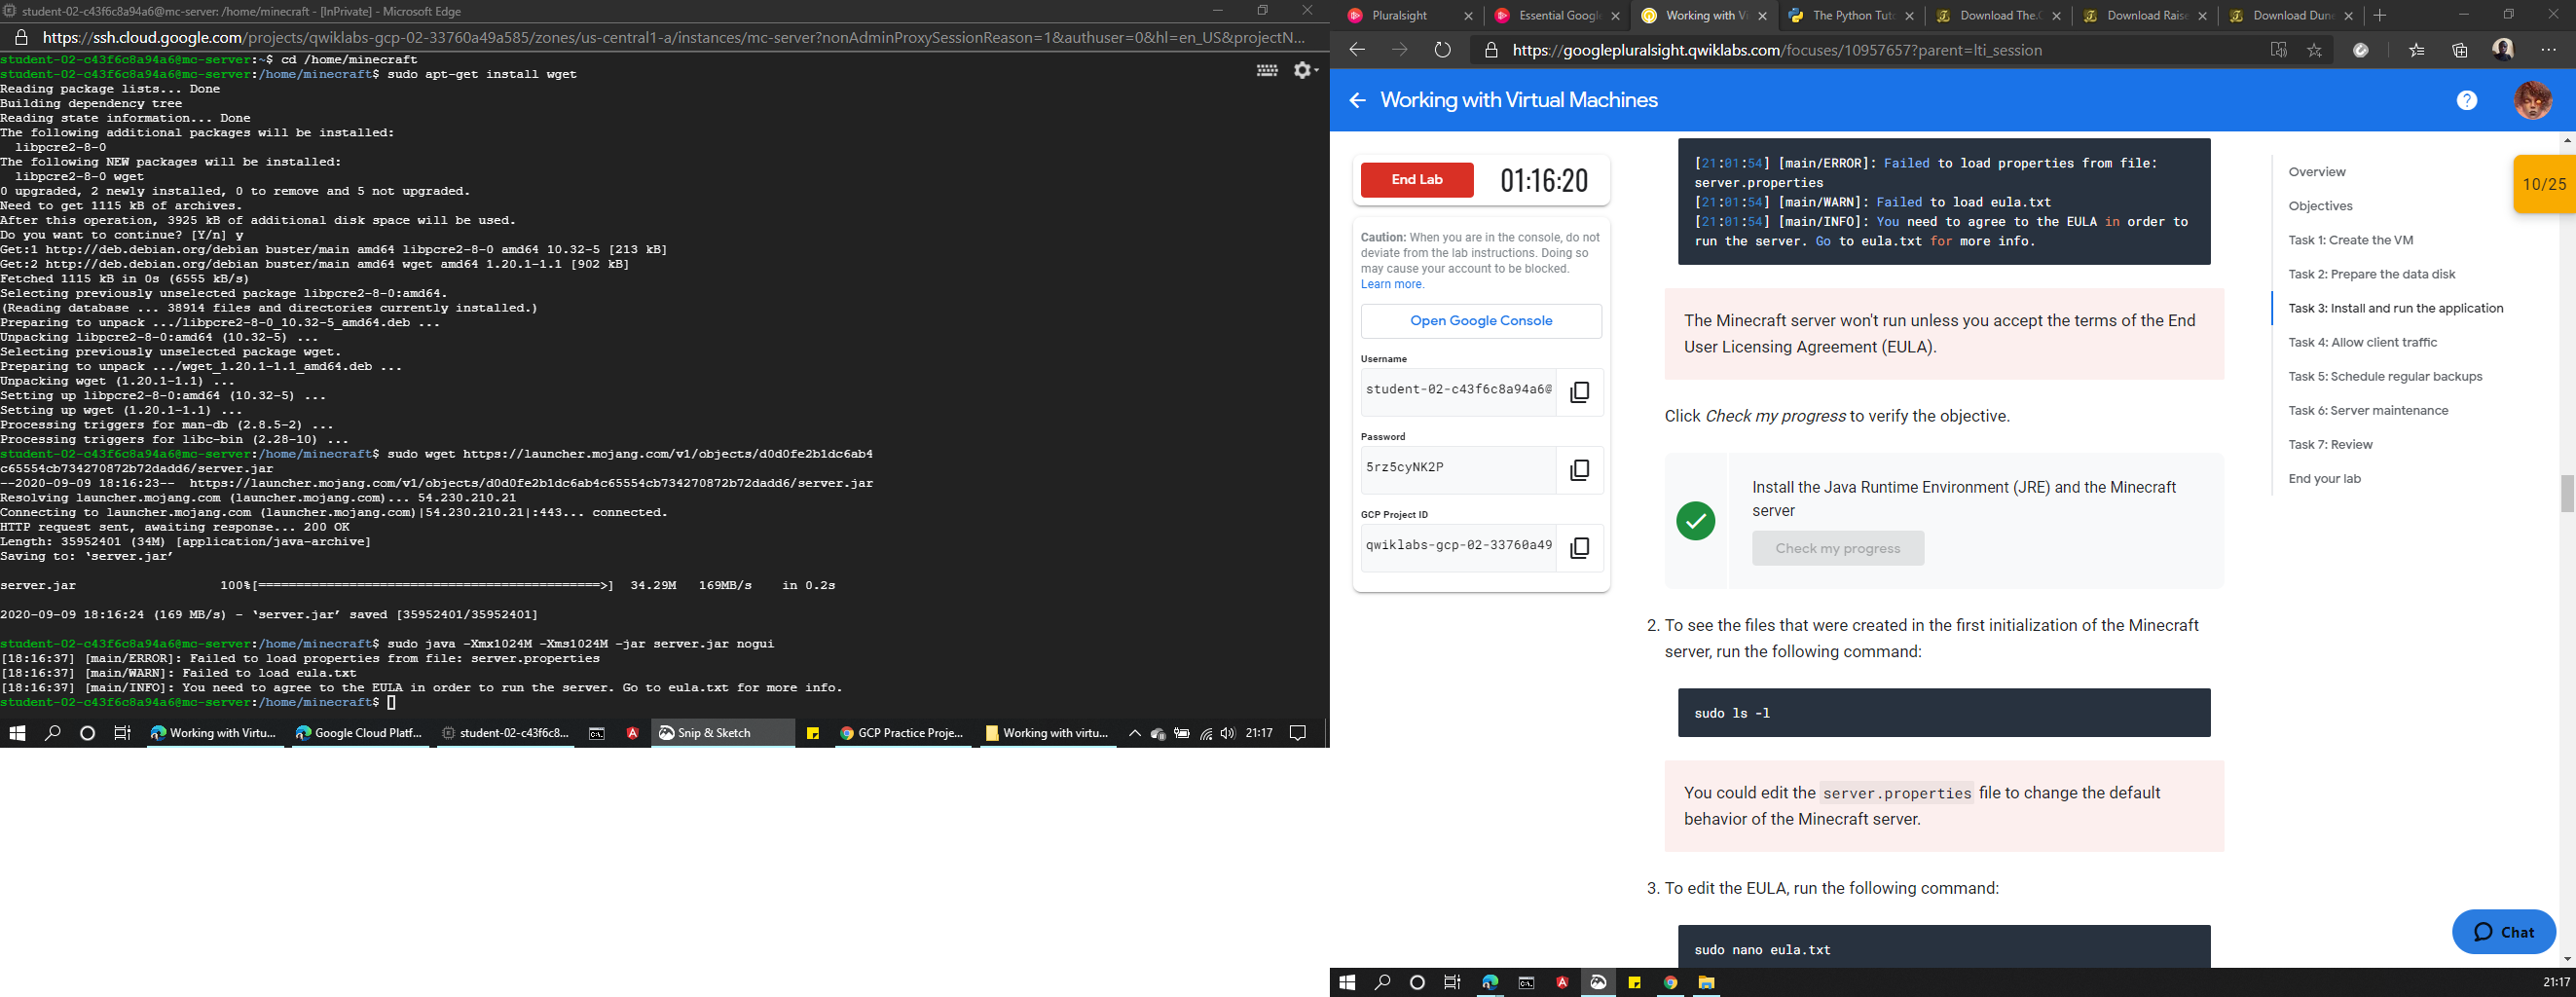 student-02-c43f6c8a94a6@mc-server: /home/minecraft - [InPrivate] - Microsoft Edge
https://ssh.cloud.google.com/projects/qwiklabs-gcp-02-33760a49a585/zones/us-central1-a/instances/mc-server?nonAdminProxySessionReason=1&authuser=0&hl=en_US&projectN...
student-02-c43f6c8a94a6@mc-server:~$ cd /home/minecraft
student-02-c43f6c8a94a6@mc-server:/home/minecraft$ sudo apt-get install wget
Reading package lists... Done
Building dependency tree
Reading state information... Done
The following additional packages will be installed:
  libpcre2-8-0
The following NEW packages will be installed:
  libpcre2-8-0 wget
0 upgraded, 2 newly installed, 0 to remove and 5 not upgraded.
Need to get 1115 kB of archives.
After this operation, 3925 kB of additional disk space will be used.
Do you want to continue? [Y/n] y
Get:1 http://deb.debian.org/debian buster/main amd64 libpcre2-8-0 amd64 10.32-5 [213 kB]
Get:2 http://deb.debian.org/debian buster/main amd64 wget amd64 1.20.1-1.1 [902 kB]
Fetched 1115 kB in 0s (6555 kB/s)
Selecting previously unselected package libpcre2-8-0:amd64.
(Reading database ... 38914 files and directories currently installed.)
Preparing to unpack .../libpcre2-8-0_10.32-5_amd64.deb ...
Unpacking libpcre2-8-0:amd64 (10.32-5) ...
Selecting previously unselected package wget.
Preparing to unpack .../wget_1.20.1-1.1_amd64.deb ...
Unpacking wget (1.20.1-1.1) ...
Setting up libpcre2-8-0:amd64 (10.32-5) ...
Setting up wget (1.20.1-1.1) ...
Processing triggers for man-db (2.8.5-2) ...
Processing triggers for libc-bin (2.28-10) ...
student-02-c43f6c8a94a6@mc-server:/home/minecraft$ sudo wget https://launcher.mojang.com/v1/objects/d0d0fe2b1dc6ab4
c65554cb734270872b72dadd6/server.jar
--2020-09-09 18:16:23--  https://launcher.mojang.com/v1/objects/d0d0fe2b1dc6ab4c65554cb734270872b72dadd6/server.jar
Resolving launcher.mojang.com (launcher.mojang.com)... 54.230.210.21
Connecting to launcher.mojang.com (launcher.mojang.com)|54.230.210.21|:443... connected.
HTTP request sent, awaiting response... 200 OK
Length: 35952401 (34M) [application/java-archive]
Saving to: ‘server.jar’
server.jar 100%[=============================================>] 34.29M 169MB/s in 0.2s
2020-09-09 18:16:24 (169 MB/s) - ‘server.jar’ saved [35952401/35952401]
student-02-c43f6c8a94a6@mc-server:/home/minecraft$ sudo java -Xmx1024M -Xms1024M -jar server.jar nogui
[18:16:37] [main/ERROR]: Failed to load properties from file: server.properties
[18:16:37] [main/WARN]: Failed to load eula.txt
[18:16:37] [main/INFO]: You need to agree to the EULA in order to run the server. Go to eula.txt for more info.
student-02-c43f6c8a94a6@mc-server:/home/minecraft$
Working with Virtu...
Google Cloud Platf...
student-02-c43f6c8...
Snip & Sketch
GCP Practice Proje...
Working with virtu...
21:17
Pluralsight
Essential Google
Working with Vi
The Python Tuto
Download The.O
Download Raise
Download Dune
https://googlepluralsight.qwiklabs.com/focuses/10957657?parent=lti_session
Working with Virtual Machines
End Lab
01:16:20
Caution: When you are in the console, do not
deviate from the lab instructions. Doing so
may cause your account to be blocked.
Learn more.
Open Google Console
Username
student-02-c43f6c8a94a6@
Password
5rz5cyNK2P
GCP Project ID
qwiklabs-gcp-02-33760a49
[21:01:54] [main/ERROR]: Failed to load properties from file:
server.properties
[21:01:54] [main/WARN]: Failed to load eula.txt
[21:01:54] [main/INFO]: You need to agree to the EULA in order to
run the server. Go to eula.txt for more info.
The Minecraft server won't run unless you accept the terms of the End
User Licensing Agreement (EULA).
Click Check my progress to verify the objective.
Install the Java Runtime Environment (JRE) and the Minecraft
server
Check my progress
2. To see the files that were created in the first initialization of the Minecraft
server, run the following command:
sudo ls -l
You could edit the server.properties file to change the default
behavior of the Minecraft server.
3. To edit the EULA, run the following command:
sudo nano eula.txt
Overview
Objectives
Task 1: Create the VM
Task 2: Prepare the data disk
Task 3: Install and run the application
Task 4: Allow client traffic
Task 5: Schedule regular backups
Task 6: Server maintenance
Task 7: Review
End your lab
10/25
Chat
21:17